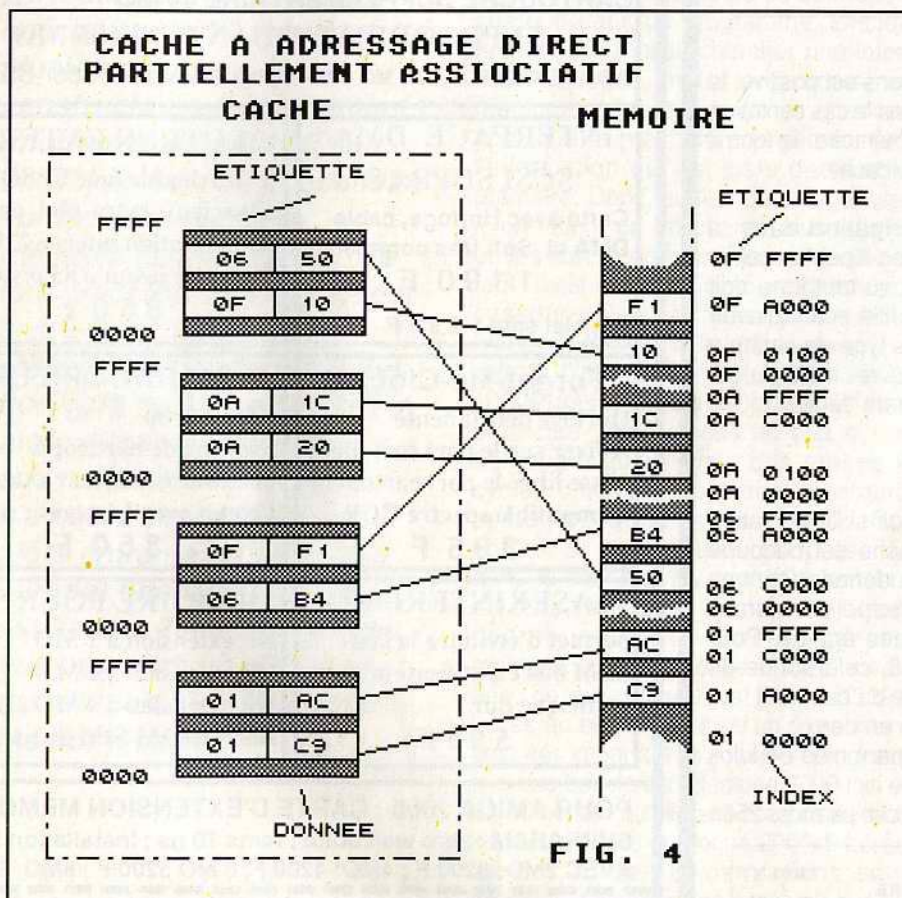 CACHE A ADRESSAGE DIRECT
PARTIELLEMENT ASSIOCIATIF
CACHE
ETIQUETTE
FFFF
06 50
0F 10
0000
FFFF
0A 1C
0A 20
0000
FFFF
0F F1
06 B4
0000
FFFF
01 AC
01 C9
0000
DONNEE
MEMOIRE
ETIQUETTE
0F FFFF
F1 0F A000
10 0F 0100
0F 0000
0A FFFF
1C 0A C000
20 0A 0100
0A 0000
06 FFFF
B4 06 A000
50 06 C000
06 0000
01 FFFF
AC 01 C000
C9 01 A000
01 0000
INDEX
FIG. 4